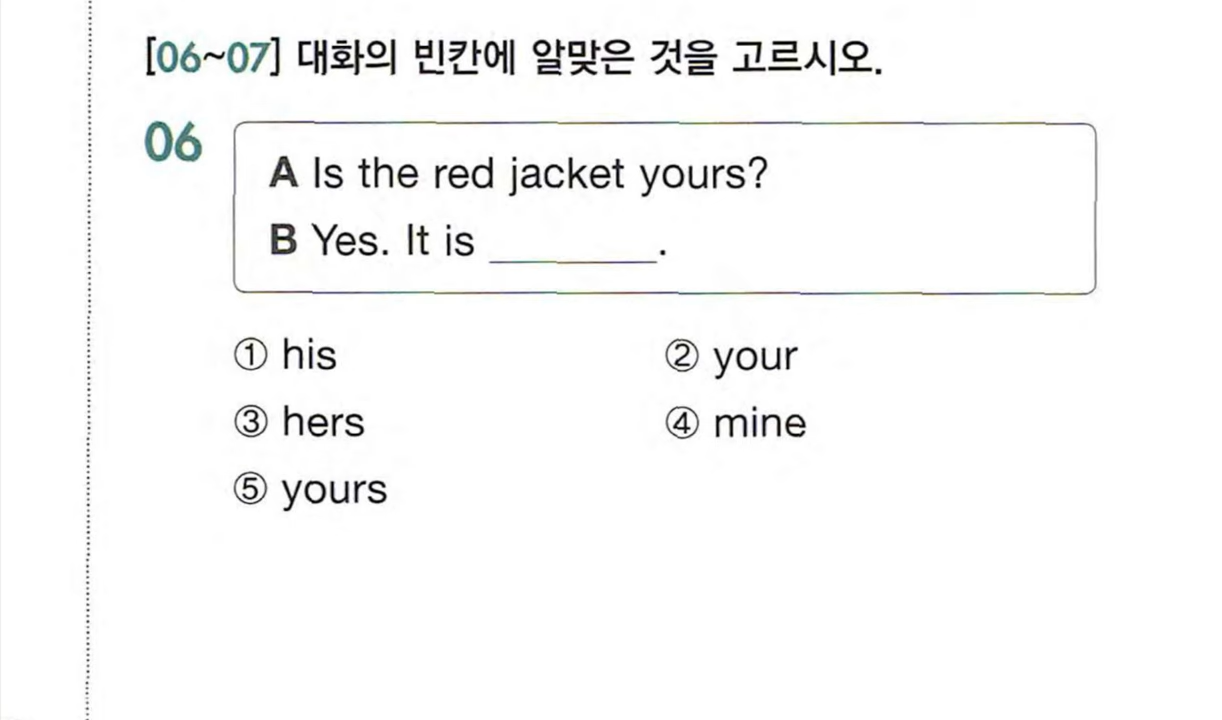 [06~07] 대화의 빈칸에 알맞은 것을 고르시오.
06
A Is the red jacket yours?
B Yes. It is ________.
① his ② your
③ hers ④ mine
⑤ yours